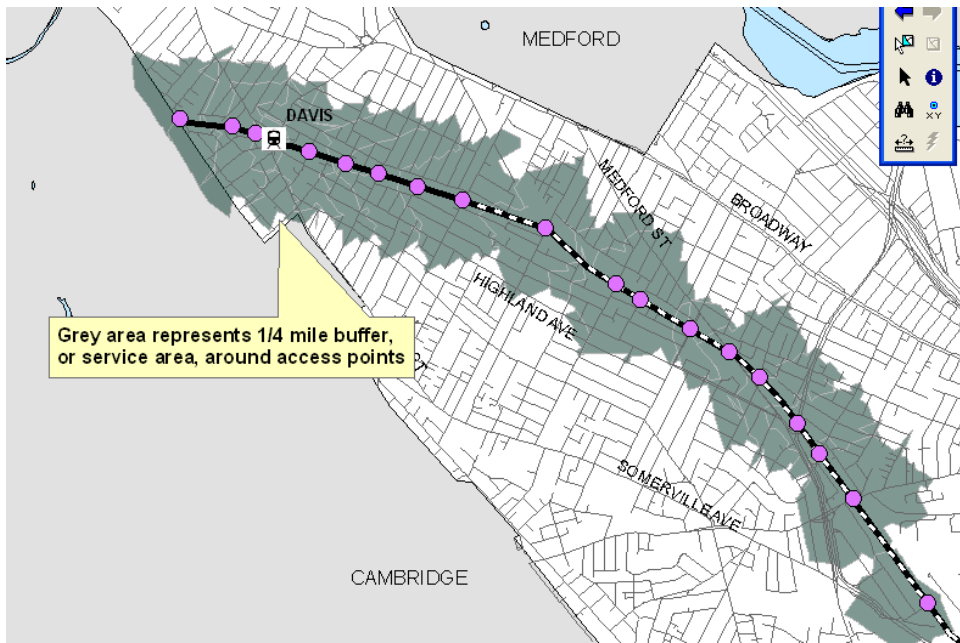 MEDFORD
DAVIS
MEDFORD ST
BROADWAY
HIGHLAND AVE
Grey area represents 1/4 mile buffer,
or service area, around access points
SOMERVILLE AVE
CAMBRIDGE
X Y